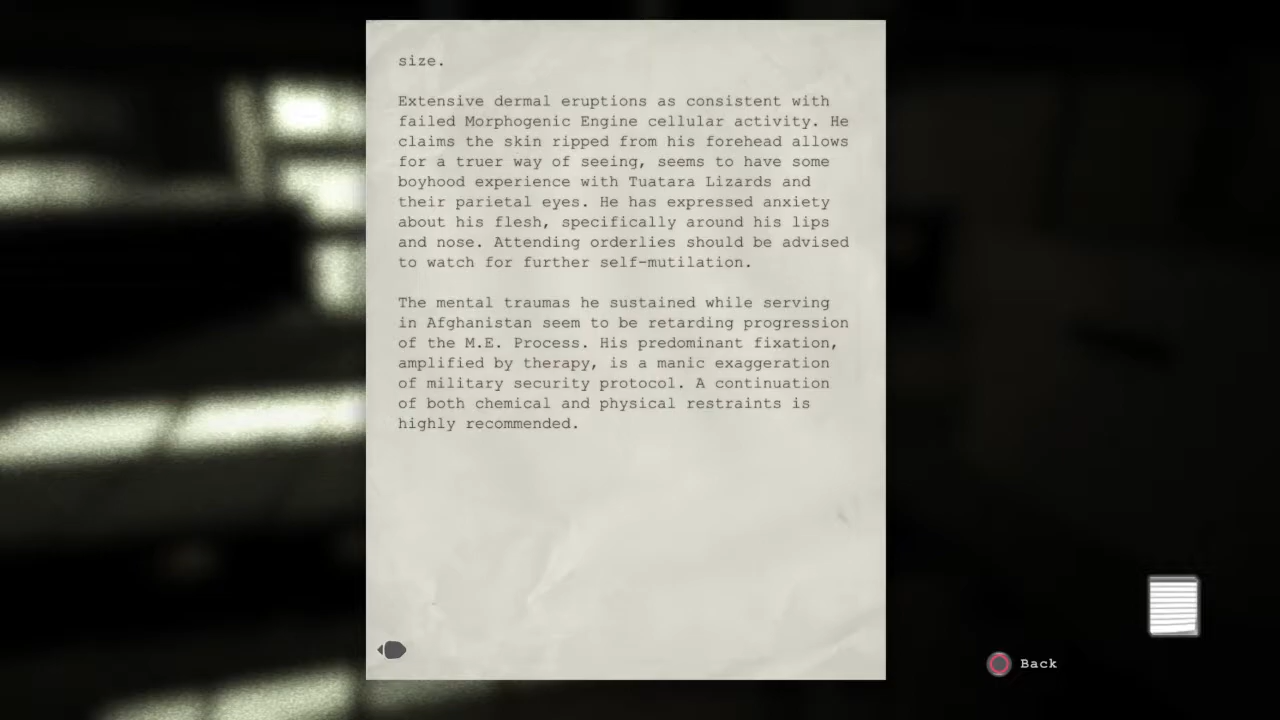 size.
Extensive dermal eruptions as consistent with
failed Morphogenic Engine cellular activity. He
claims the skin ripped from his forehead allows
for a truer way of seeing, seems to have some
boyhood experience with Tuatara Lizards and
their parietal eyes. He has expressed anxiety
about his flesh, specifically around his lips
and nose. Attending orderlies should be advised
to watch for further self-mutilation.
The mental traumas he sustained while serving
in Afghanistan seem to be retarding progression
of the M.E. Process. His predominant fixation,
amplified by therapy, is a manic exaggeration
of military security protocol. A continuation
of both chemical and physical restraints is
highly recommended.
Back